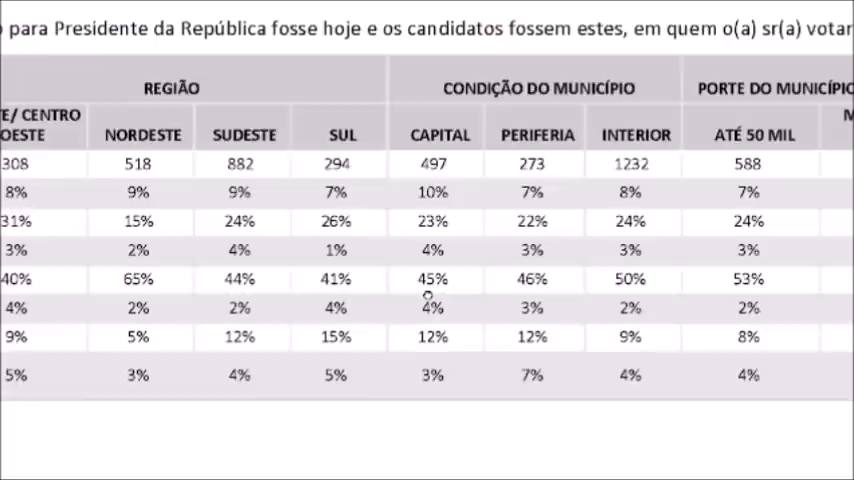 para Presidente da República fosse hoje e os candidatos fossem estes, em quem o(a) sr(a) votar
REGIÃO CONDIÇÃO DO MUNICÍPIO PORTE DO MUNICÍPIO
TE/ CENTRO M
OESTE NORDESTE SUDESTE SUL CAPITAL PERIFERIA INTERIOR ATÉ 50 MIL
308 518 882 294 497 273 1232 588
8% 9% 9% 7% 10% 7% 8% 7%
31% 15% 24% 26% 23% 22% 24% 24%
3% 2% 4% 1% 4% 3% 3% 3%
40% 65% 44% 41% 45% 46% 50% 53%
4% 2% 2% 4% 4% 3% 2% 2%
9% 5% 12% 15% 12% 12% 9% 8%
5% 3% 4% 5% 3% 7% 4% 4%